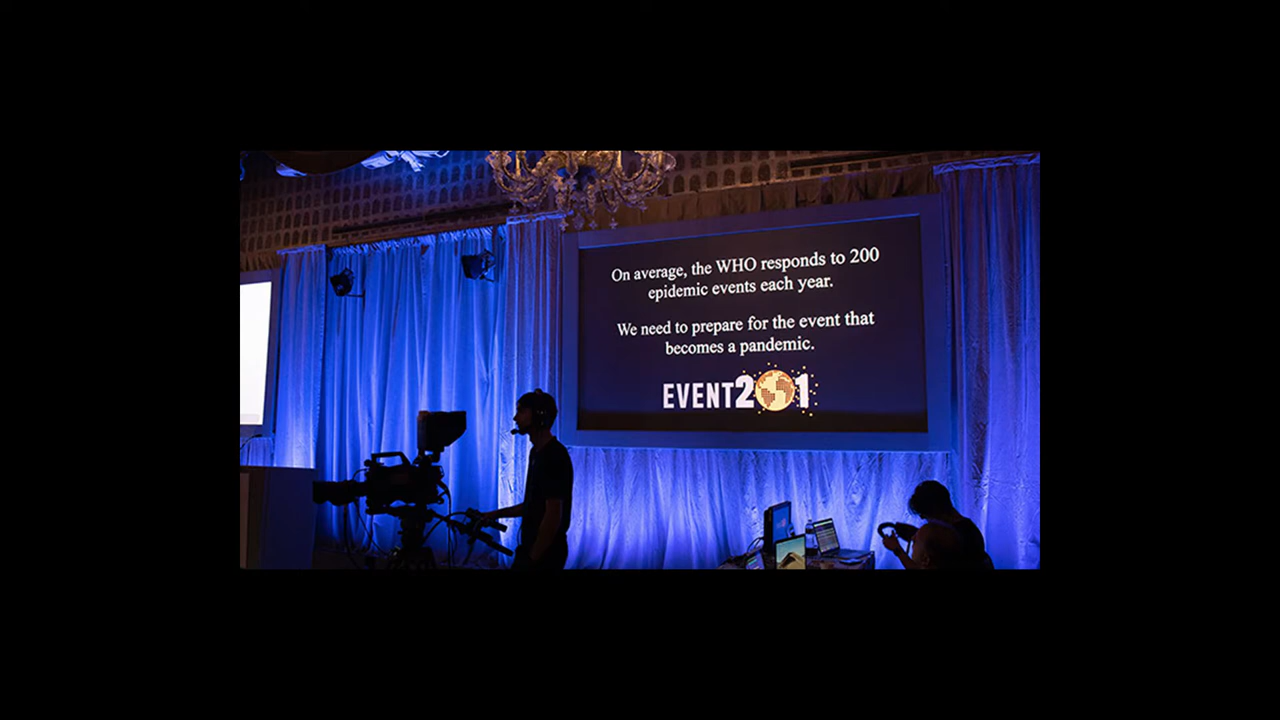 On average, the WHO responds to 200
epidemic events each year.
We need to prepare for the event that
becomes a pandemic.
EVENT201